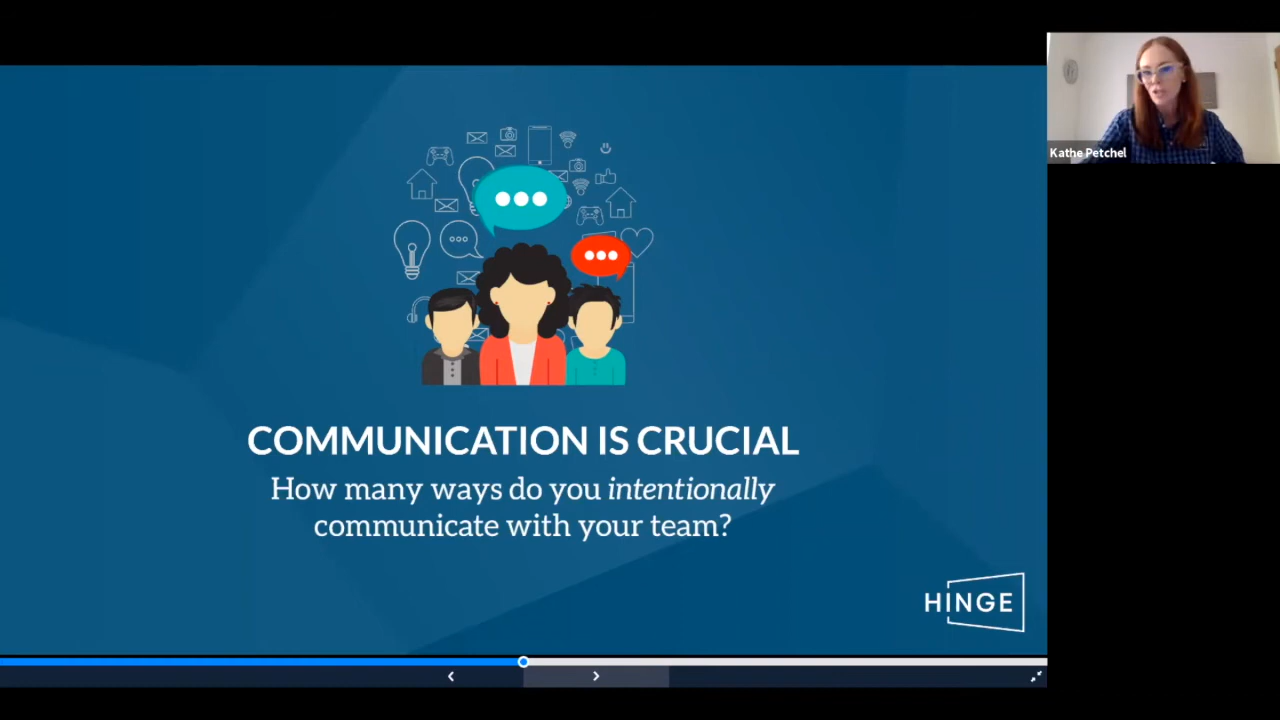 Kathe Petchel
COMMUNICATION IS CRUCIAL
How many ways do you intentionally
communicate with your team?
HINGE